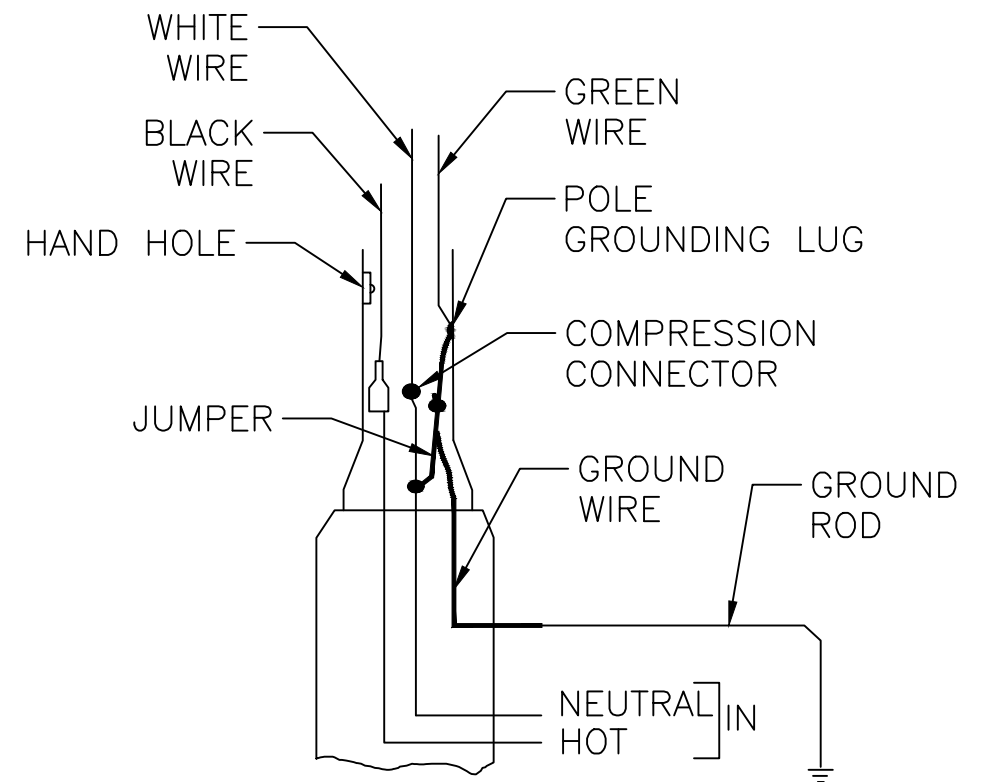 WHITE
WIRE
GREEN
WIRE
BLACK
WIRE
POLE
GROUNDING LUG
HAND HOLE
COMPRESSION
CONNECTOR
JUMPER
GROUND
WIRE
GROUND
ROD
NEUTRAL
HOT
IN